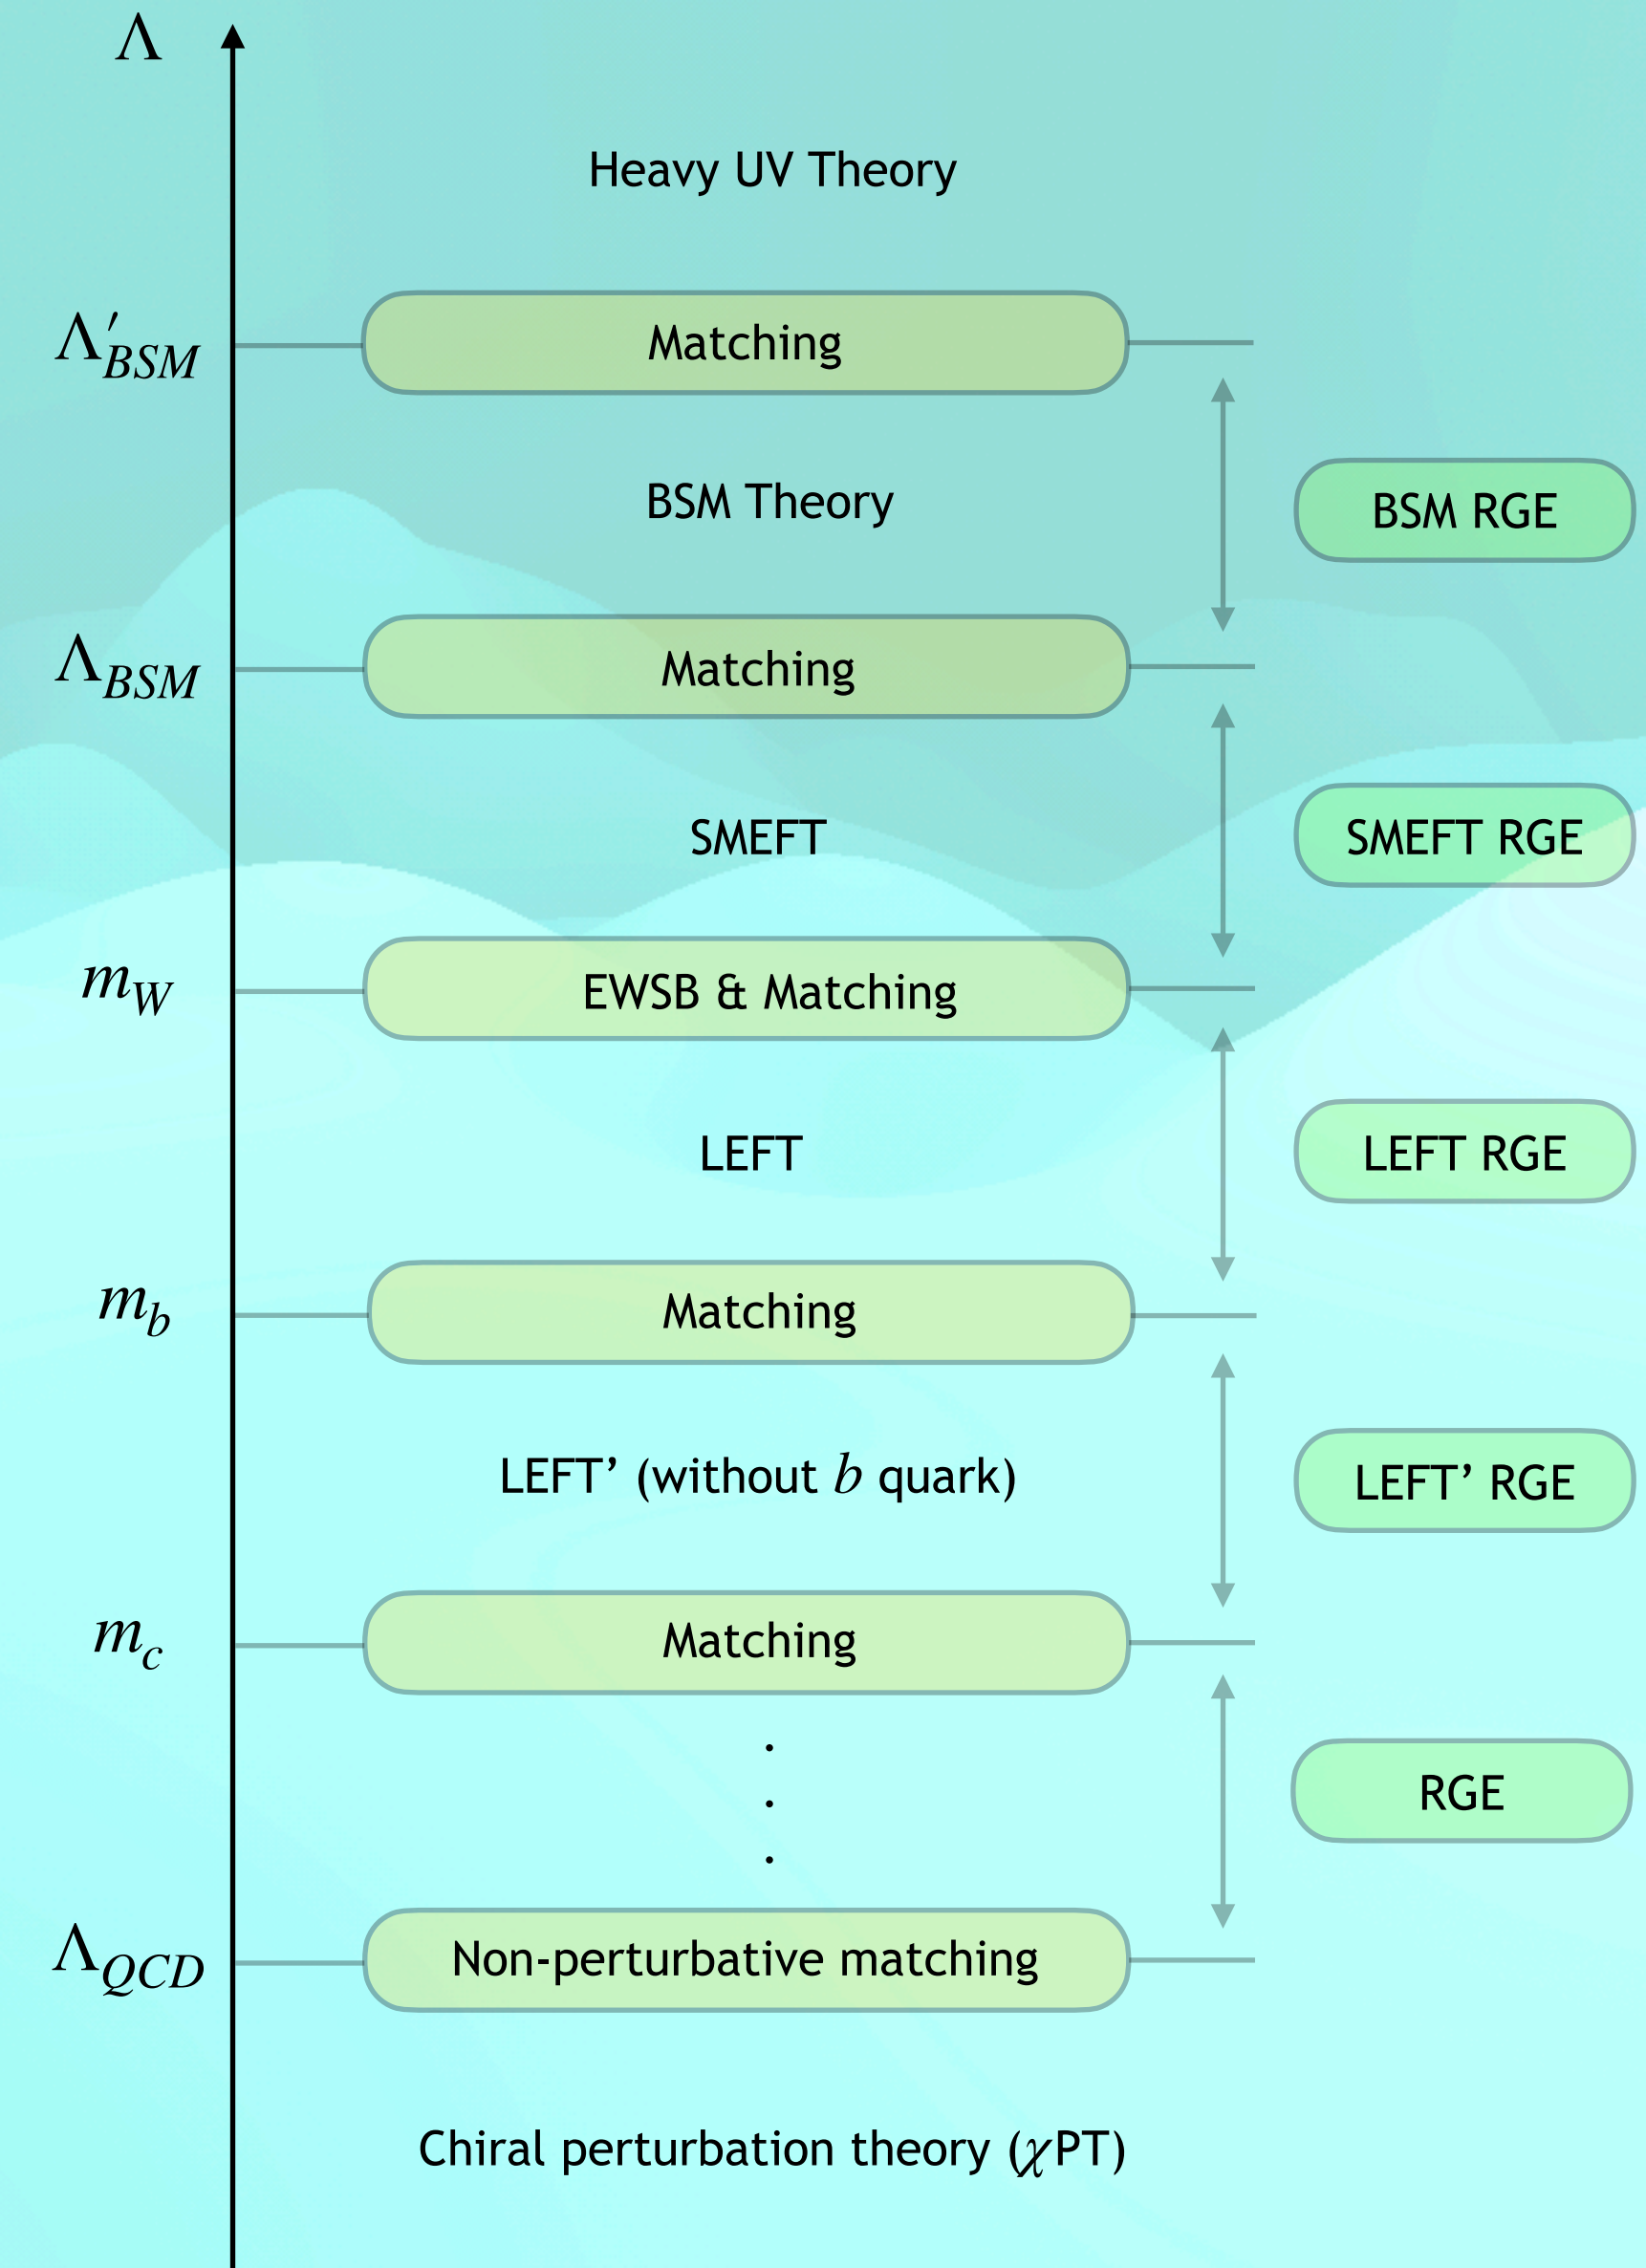 Λ
Heavy UV Theory
Λ′BSM
Matching
BSM Theory
BSM RGE
ΛBSM
Matching
SMEFT
SMEFT RGE
mW
EWSB & Matching
LEFT
LEFT RGE
mb
Matching
LEFT’ (without b quark)
LEFT’ RGE
mc
Matching
.
.
.
RGE
ΛQCD
Non-perturbative matching
Chiral perturbation theory (χPT)